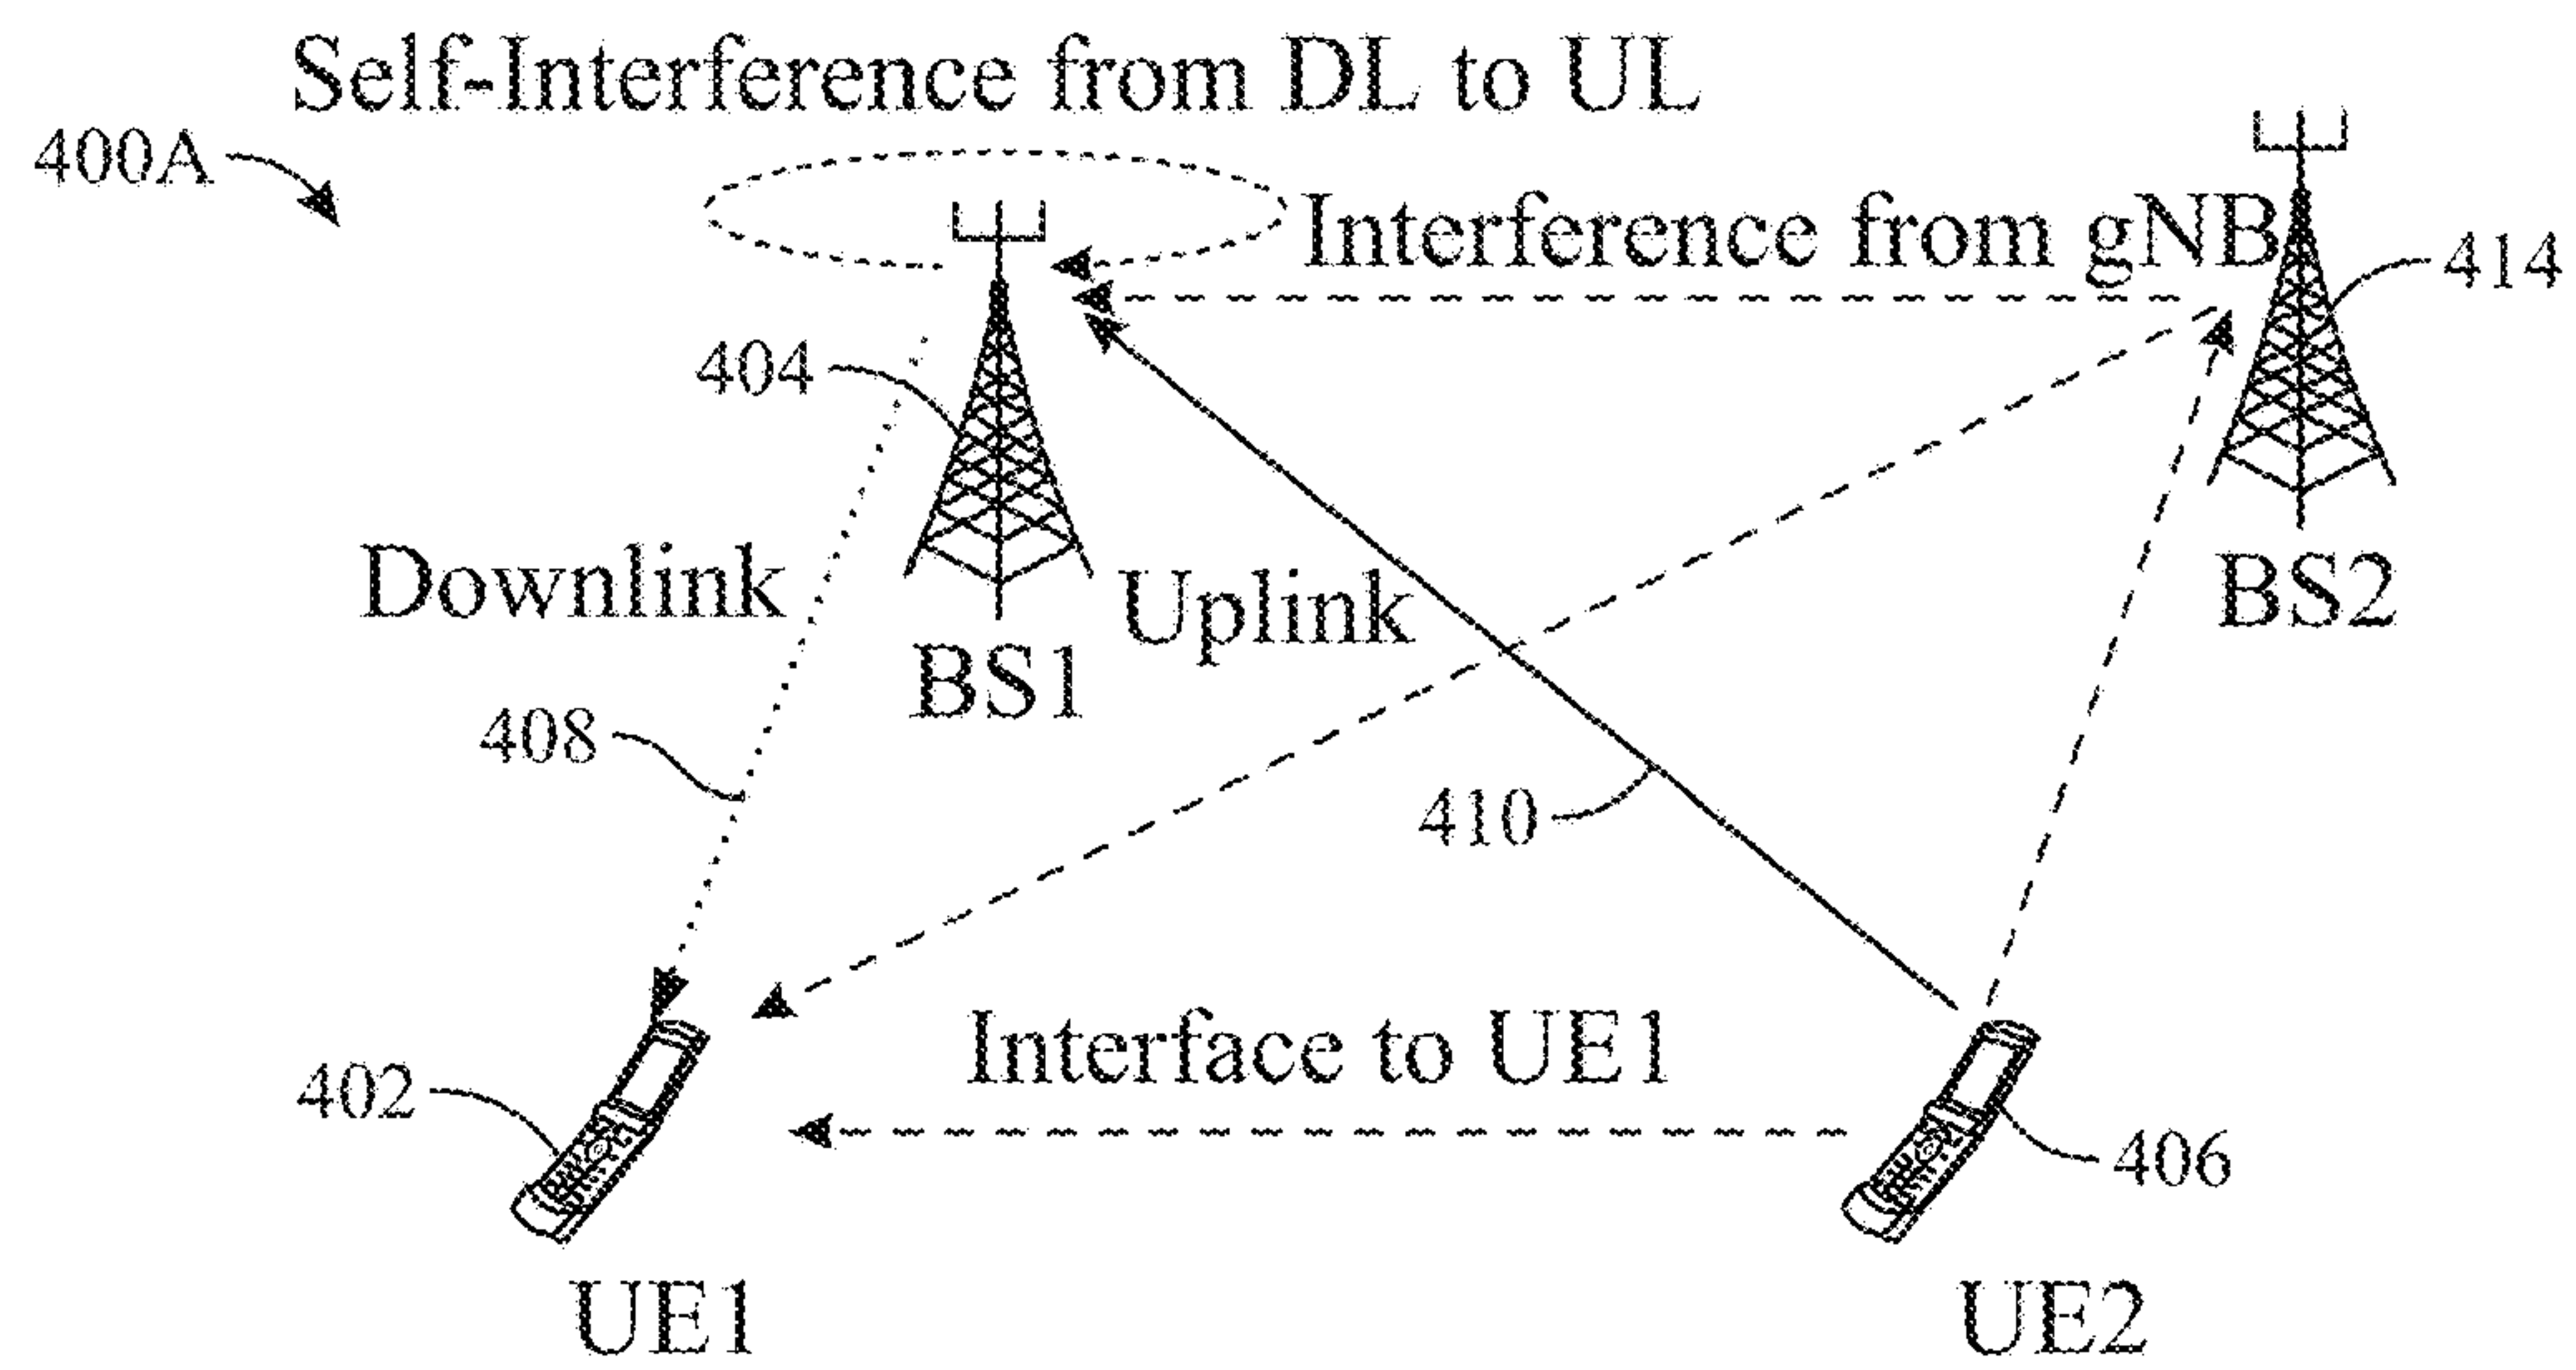 Self-Interference from DL to UL
400A
Interference from gNB
414
404
Downlink
Uplink
BS2
BS1
408
410
Interface to UE1
402
406
UE1
UE2